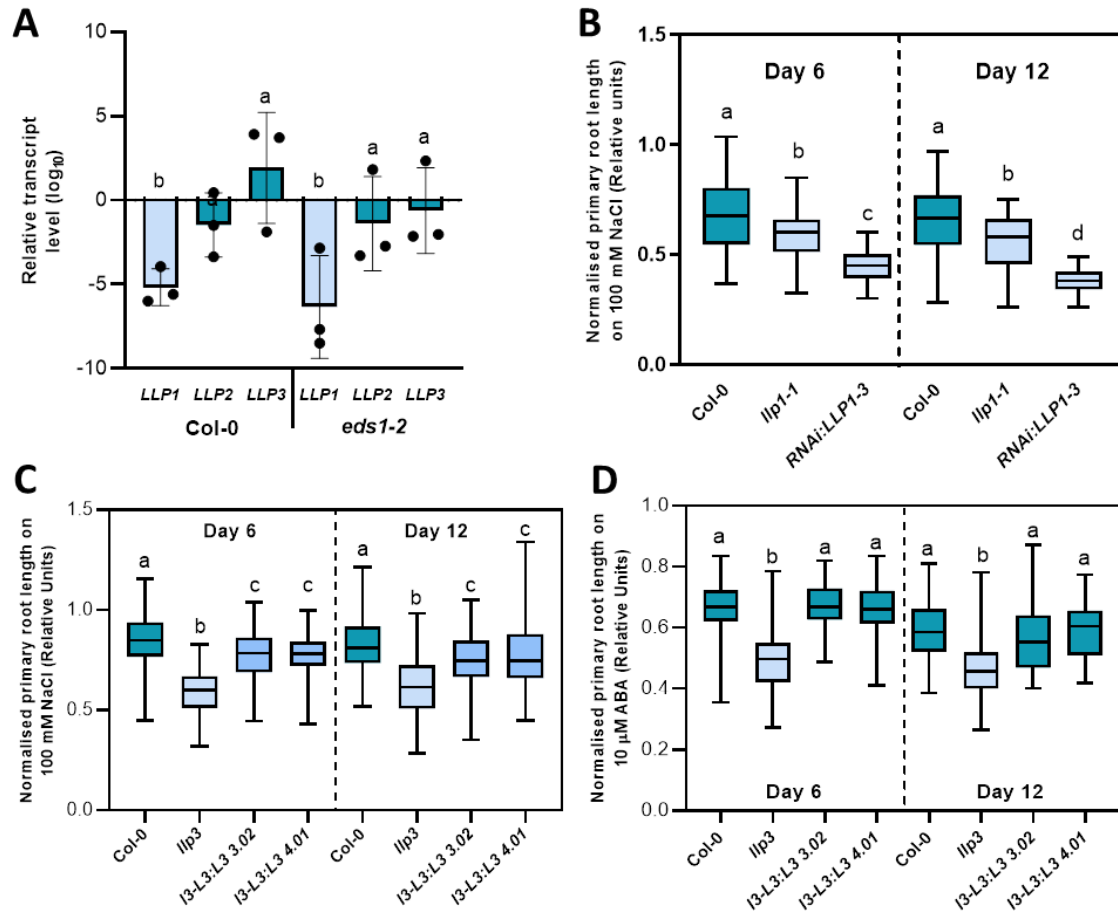 A
Relative transcript
level (log10)
10
5
0
-5
-10
b
a
a
b
a
a
LLP1
LLP2
LLP3
LLP1
LLP2
LLP3
Col-0
eds1-2
B
Normalised primary root length
on 100 mM NaCl (Relative units)
1.5
1.0
0.5
0.0
Day 6
Day 12
a
b
c
a
b
d
Col-0
llp1-1
RNAi:LLP1-3
Col-0
llp1-1
RNAi:LLP1-3
C
Normalised primary root length on
100 mM NaCl (Relative Units)
1.5
1.0
0.5
0.0
Day 6
Day 12
a
b
c
c
a
b
c
c
Col-0
llp3
l3-L3:L3 3.02
l3-L3:L3 4.01
Col-0
llp3
l3-L3:L3 3.02
l3-L3:L3 4.01
D
Normalised primary root length on
10 µM ABA (Relative Units)
1.0
0.8
0.6
0.4
0.2
0.0
a
b
a
a
a
b
a
a
Day 6
Day 12
Col-0
llp3
l3-L3:L3 3.02
l3-L3:L3 4.01
Col-0
llp3
l3-L3:L3 3.02
l3-L3:L3 4.01